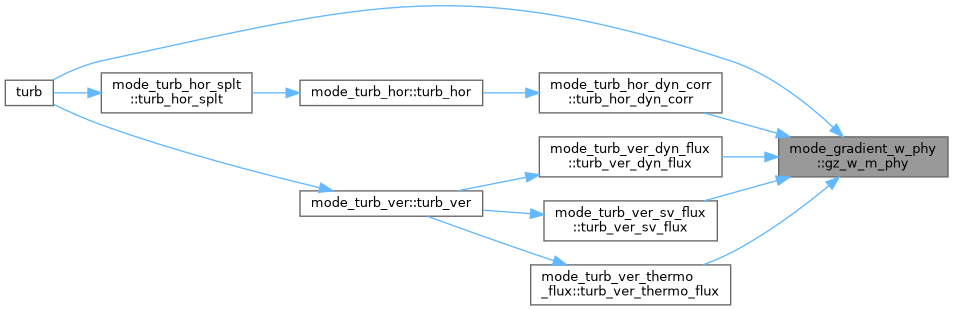 turb
mode_turb_hor_splt
::turb_hor_splt
mode_turb_hor::turb_hor
mode_turb_hor_dyn_corr
::turb_hor_dyn_corr
mode_gradient_w_phy
::gz_w_m_phy
mode_turb_ver_dyn_flux
::turb_ver_dyn_flux
mode_turb_ver::turb_ver
mode_turb_ver_sv_flux
::turb_ver_sv_flux
mode_turb_ver_thermo
_flux::turb_ver_thermo_flux